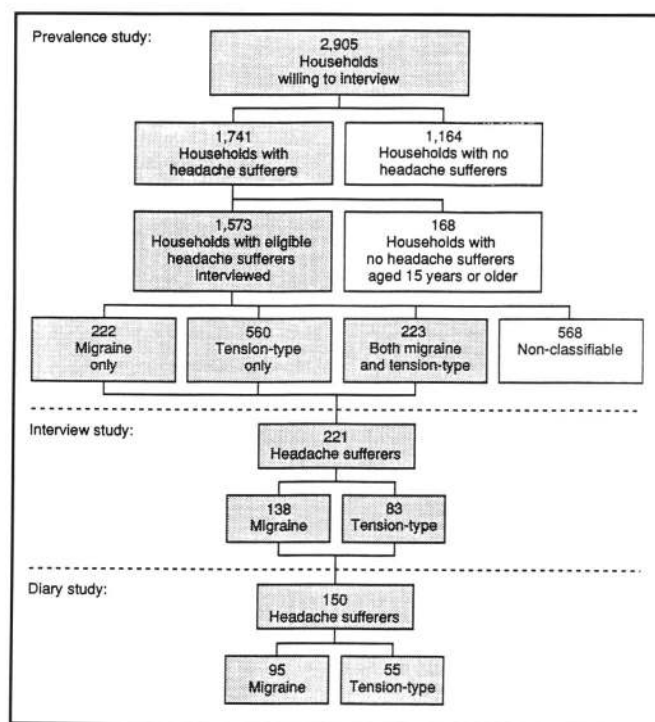 Prevalence study:
2,905
Households
willing to interview
1,741
Households with
headache sufferers
1,164
Households with no
headache sufferers
1,573
Households with eligible
headache sufferers
interviewed
168
Households with
no headache sufferers
aged 15 years or older
222
Migraine
only
560
Tension-type
only
223
Both migraine
and tension-type
568
Non-classifiable
Interview study:
221
Headache sufferers
138
Migraine
83
Tension-type
Diary study:
150
Headache sufferers
95
Migraine
55
Tension-type